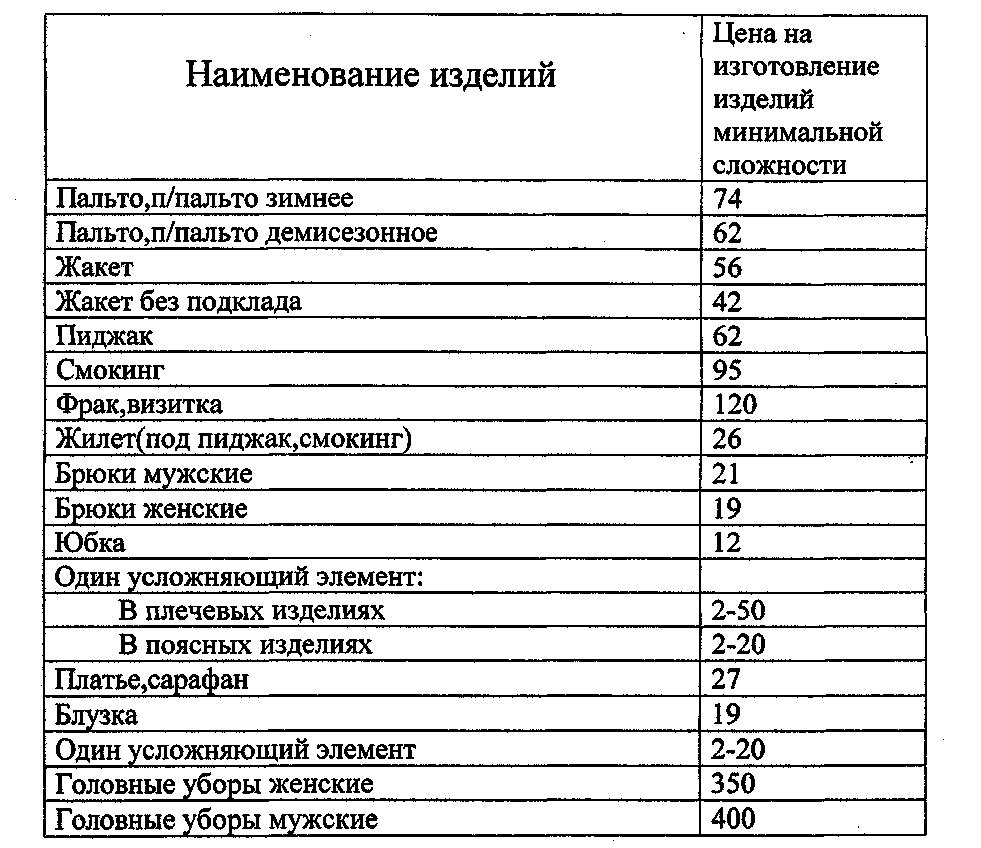 Наименование изделий
Цена на
изготовление
изделий
минимальной
сложности
Пальто,п/пальто зимнее 74
Пальто,п/пальто демисезонное 62
Жакет 56
Жакет без подклада 42
Пиджак 62
Смокинг 95
Фрак,визитка 120
Жилет(под пиджак,смокинг) 26
Брюки мужские 21
Брюки женские 19
Юбка 12
Один усложняющий элемент:
В плечевых изделиях 2-50
В поясных изделиях 2-20
Платье,сарафан 27
Блузка 19
Один усложняющий элемент 2-20
Головные уборы женские 350
Головные уборы мужские 400